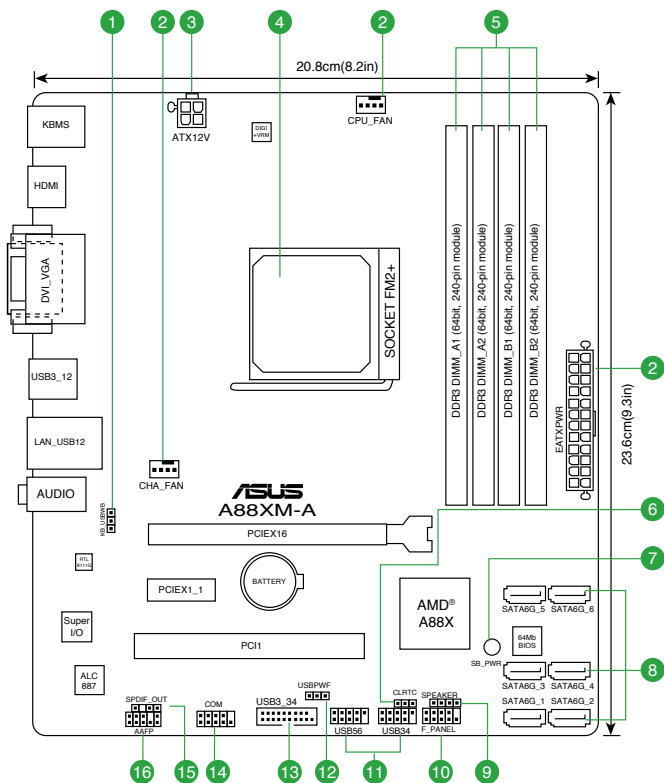 1
2
3
4
2
5
20.8cm(8.2in)
KBMS
ATX12V
DIGI
+VRM
CPU_FAN
HDMI
DVI_VGA
SOCKET FM2+
DDR3 DIMM_A1 (64bit, 240-pin module)
DDR3 DIMM_A2 (64bit, 240-pin module)
DDR3 DIMM_B1 (64bit, 240-pin module)
DDR3 DIMM_B2 (64bit, 240-pin module)
EATXPWR
2
23.6cm(9.3in)
USB3_12
LAN_USB12
AUDIO
CHA_FAN
KB_USBWB
ASUS
A88XM-A
6
PCIEX16
7
RTL
8111G
PCIEX1_1
BATTERY
AMD®
A88X
SATA6G_5
SATA6G_6
Super
I/O
64Mb
BIOS
SB_PWR
PCI1
8
ALC
887
SATA6G_3
SATA6G_4
SPDIF_OUT
COM
USBPWF
USB3_34
CLRTC
SPEAKER
SATA6G_1
SATA6G_2
AAFP
USB56
USB34
F_PANEL
16
15
14
13
12
11
10
9